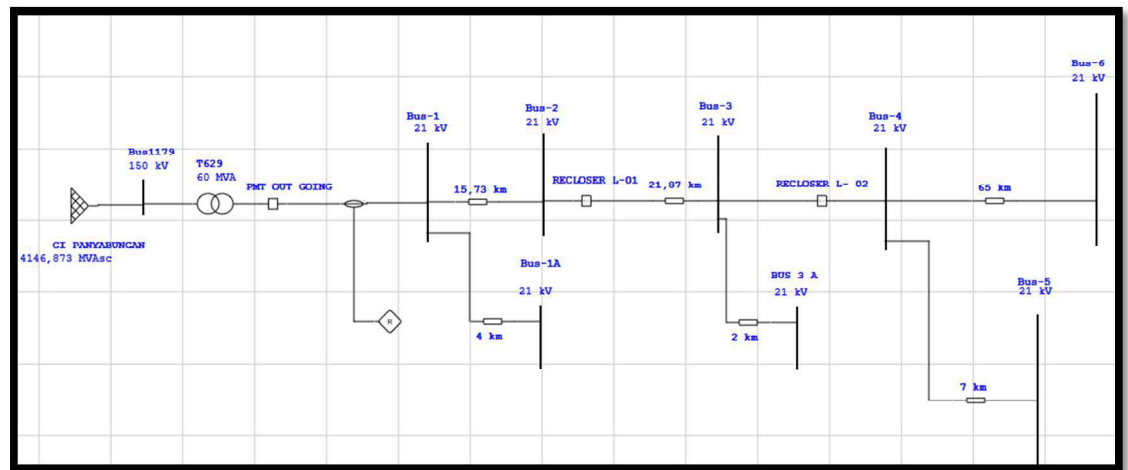 Bus1179
150 kV
T629
60 MVA
PMT OUT GOING
CI PANYABUNCAN
4146,873 MVAsc
R
Bus-1
21 kV
15,73 km
Bus-1A
21 kV
4 km
Bus-2
21 kV
RECLOSER L-01
21,87 km
Bus-3
21 kV
BUS 3 A
21 kV
2 km
RECLOSER L- 02
Bus-4
21 kV
65 km
Bus-6
21 kV
Bus-5
21 kV
7 km